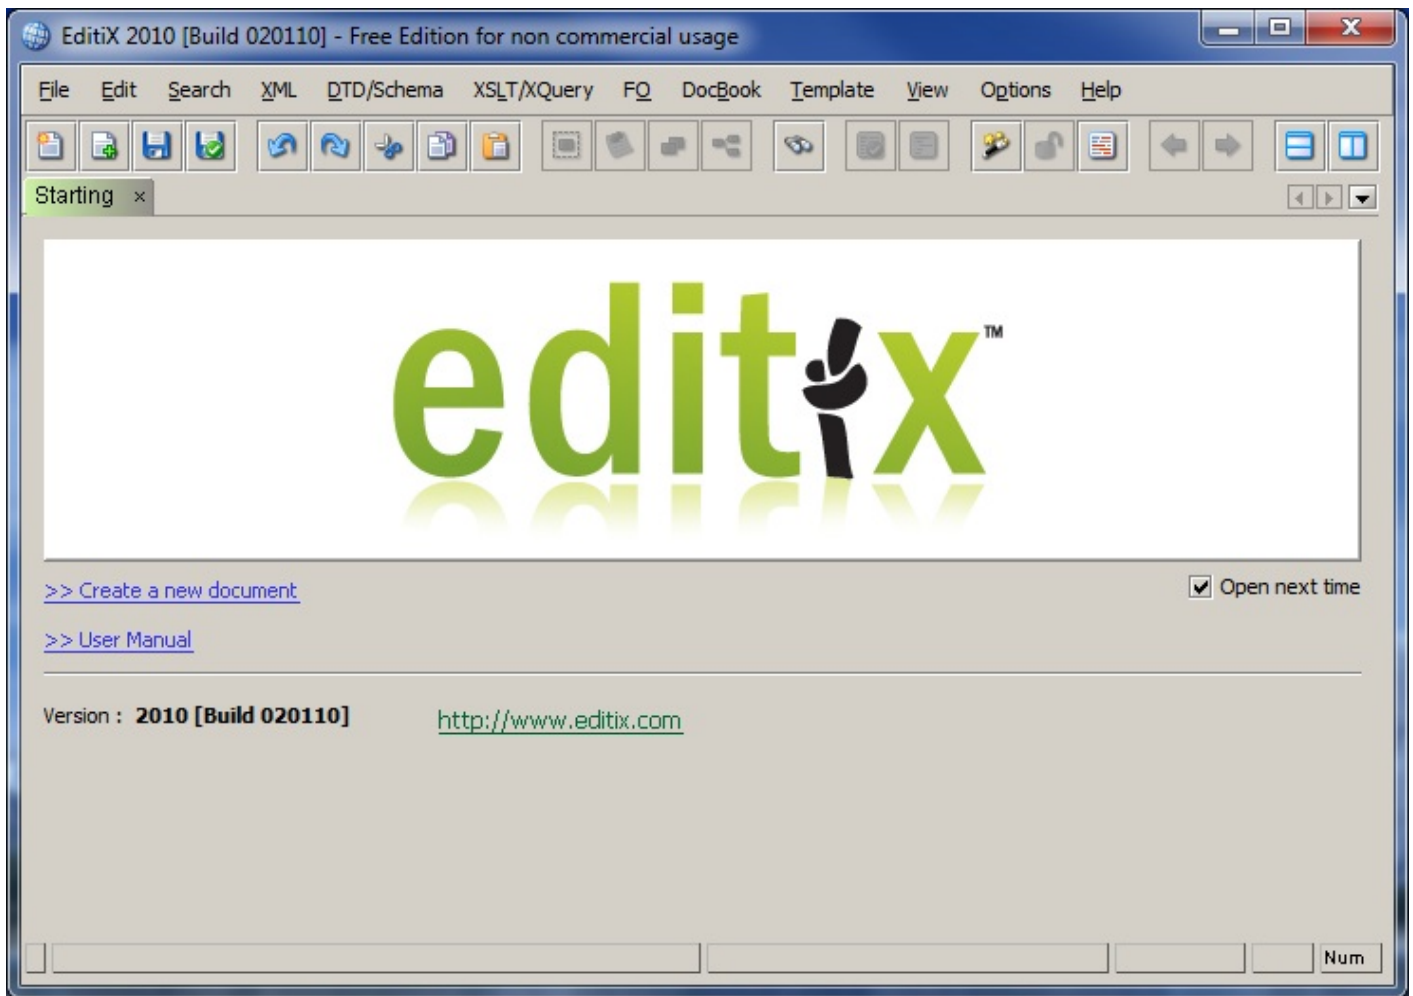 EditiX 2010 [Build 020110] - Free Edition for non commercial usage
File Edit Search XML DTD/Schema XSLT/XQuery FO DocBook Template View Options Help
Starting ×
editix™
>> Create a new document
Open next time
>> User Manual
Version : 2010 [Build 020110] http://www.editix.com
Num